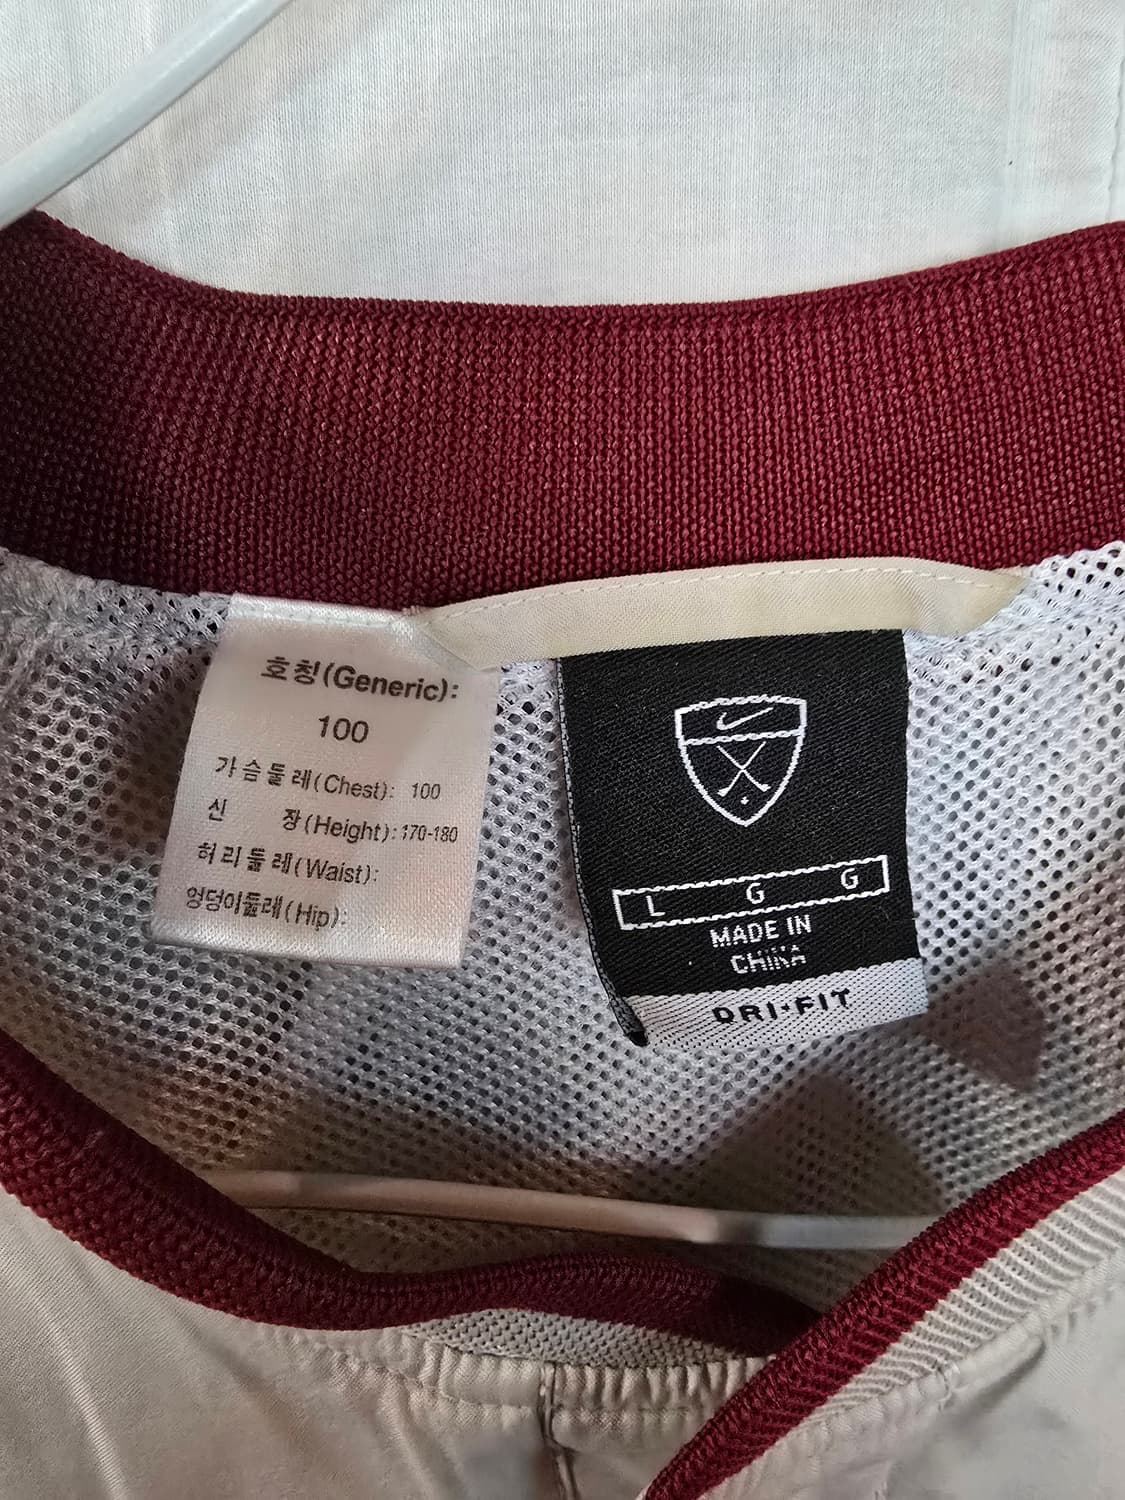 호칭(Generic):
100
가슴둘레(Chest): 100
신 장(Height):170-180
허리둘레(Waist):
엉덩이둘레(Hip):
L G G
MADE IN
CHINA
DRI•FIT